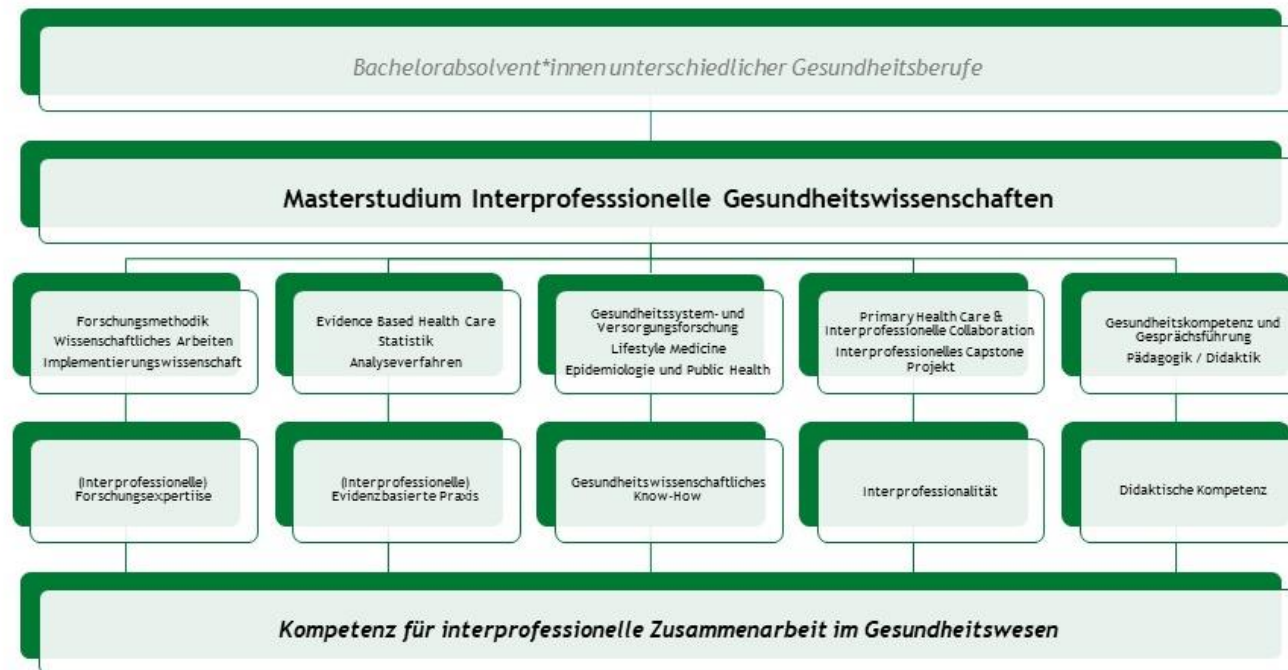 Bachelorabsolvent*innen unterschiedlicher Gesundheitsberufe
Masterstudium Interprofesssionelle Gesundheitswissenschaften
Forschungsmethodik
Wissenschaftliches Arbeiten
Implementierungswissenschaft
Evidence Based Health Care
Statistik
Analyseverfahren
Gesundheitssystem- und
Versorgungsforschung
Lifestyle Medicine
Epidemiologie und Public Health
Primary Health Care &
Interprofessionelle Collaboration
Interprofessionelles Capstone
Projekt
Gesundheitskompetenz und
Gesprächsführung
Pädagogik / Didaktik
(Interprofessionelle)
Forschungsexpertiise
(Interprofessionelle)
Evidenzbasierte Praxis
Gesundheitswissenschaftliches
Know-How
Interprofessionalität
Didaktische Kompetenz
Kompetenz für interprofessionelle Zusammenarbeit im Gesundheitswesen